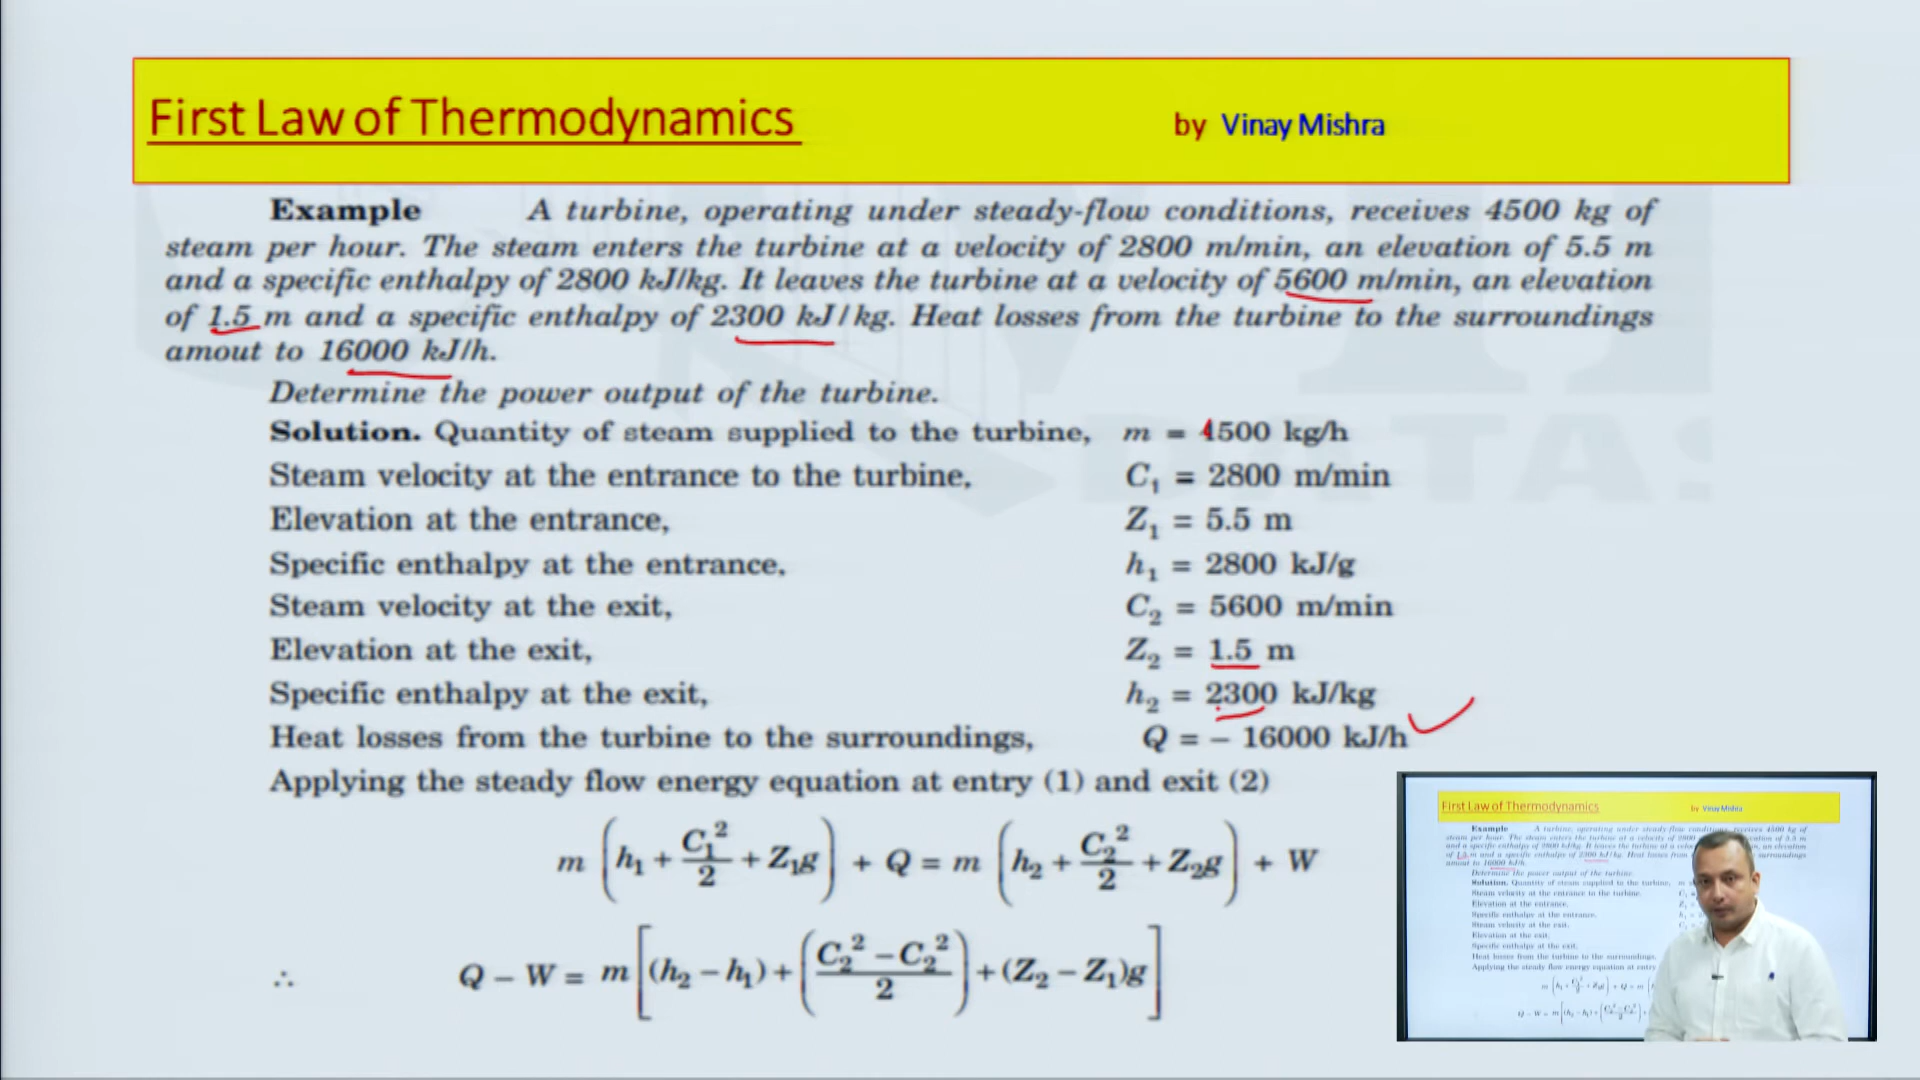 First Law of Thermodynamics by Vinay Mishra
Example A turbine, operating under steady-flow conditions, receives 4500 kg of
steam per hour. The steam enters the turbine at a velocity of 2800 m/min, an elevation of 5.5 m
and a specific enthalpy of 2800 kJ/kg. It leaves the turbine at a velocity of 5600 m/min, an elevation
of 1.5 m and a specific enthalpy of 2300 kJ/kg. Heat losses from the turbine to the surroundings
amout to 16000 kJ/h.
Determine the power output of the turbine.
Solution. Quantity of steam supplied to the turbine, m = 4500 kg/h
Steam velocity at the entrance to the turbine, C₁ = 2800 m/min
Elevation at the entrance, Z₁ = 5.5 m
Specific enthalpy at the entrance, h₁ = 2800 kJ/g
Steam velocity at the exit, C₂ = 5600 m/min
Elevation at the exit, Z₂ = 1.5 m
Specific enthalpy at the exit, h₂ = 2300 kJ/kg
Heat losses from the turbine to the surroundings, Q = – 16000 kJ/h
Applying the steady flow energy equation at entry (1) and exit (2)
m (h₁ + C₁²/2 + Z₁g) + Q = m (h₂ + C₂²/2 + Z₂g) + W
∴ Q – W = m [(h₂ – h₁) + (C₂² – C₂²/2) + (Z₂ – Z₁)g]
DATA
First Law of Thermodynamics by Vinay Mishra